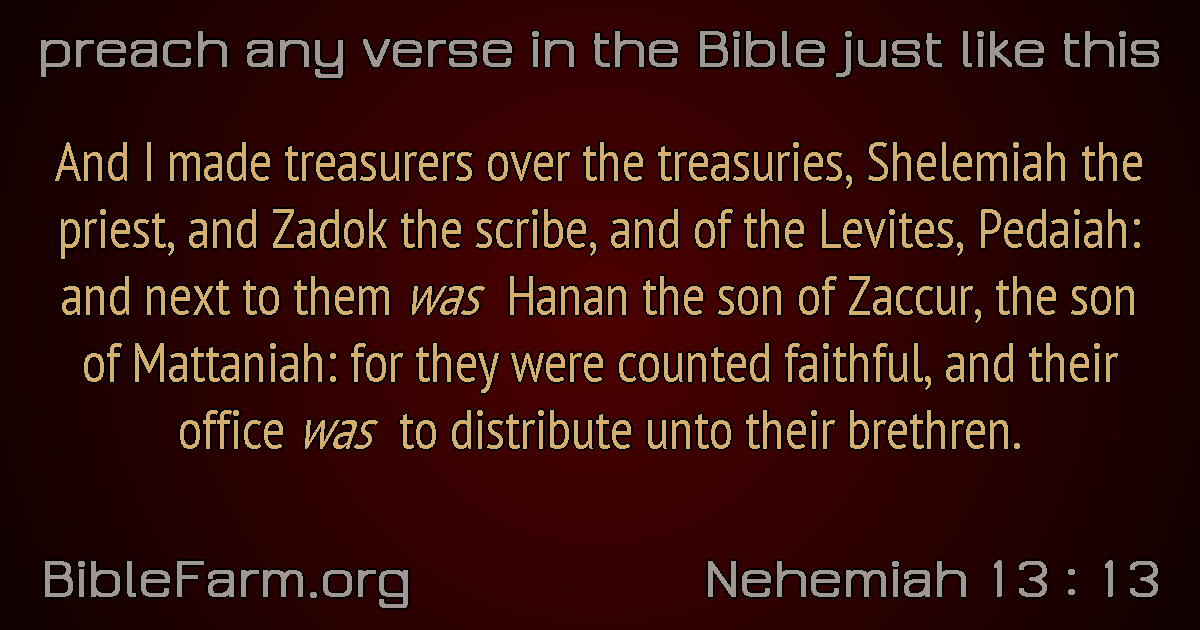 preach any verse in the Bible just like this
And I made treasurers over the treasuries, Shelemiah the
priest, and Zadok the scribe, and of the Levites, Pedaiah:
and next to them was Hanan the son of Zaccur, the son
of Mattaniah: for they were counted faithful, and their
office was to distribute unto their brethren.
BibleFarm.org
Nehemiah 13 : 13